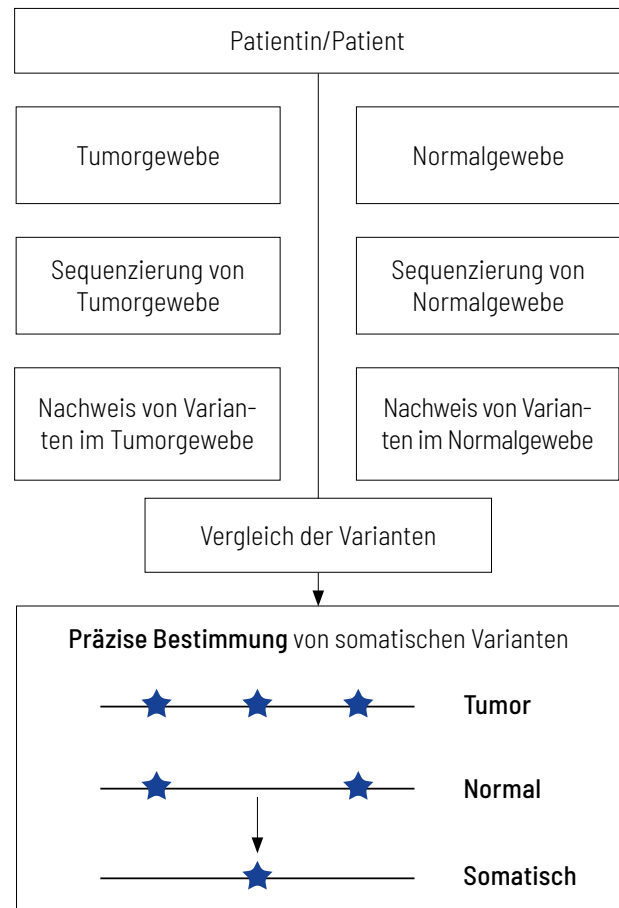 Patientin/Patient
Tumorgewebe
Normalgewebe
Sequenzierung von
Tumorgewebe
Sequenzierung von
Normalgewebe
Nachweis von Varian-
ten im Tumorgewebe
Nachweis von Varian-
ten im Normalgewebe
Vergleich der Varianten
Präzise Bestimmung von somatischen Varianten
Tumor
Normal
Somatisch